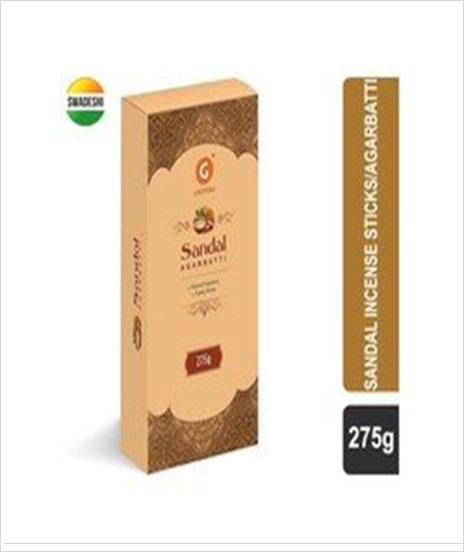 SWADESHI
G
Sandal
AGARBATTI
275g
Sandal
SANDAL INCENSE STICKS/AGARBATTI
275g